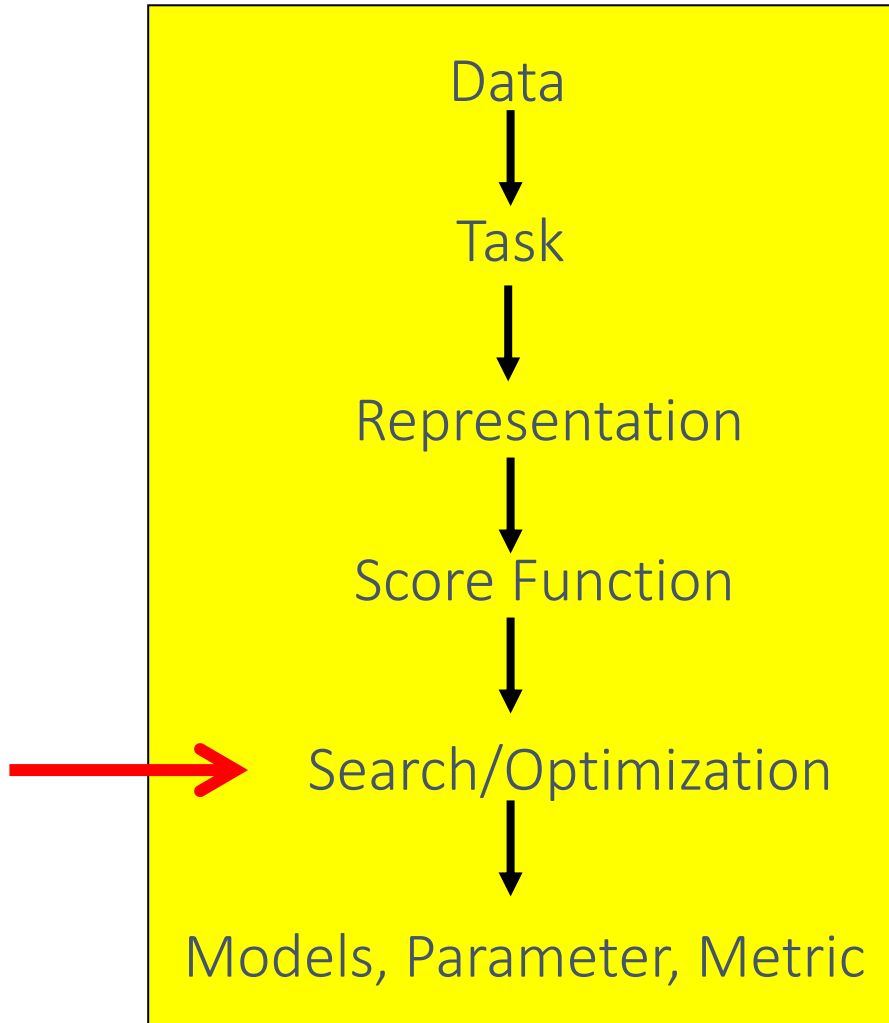 Data
Task
Representation
Score Function
Search/Optimization
Models, Parameter, Metric